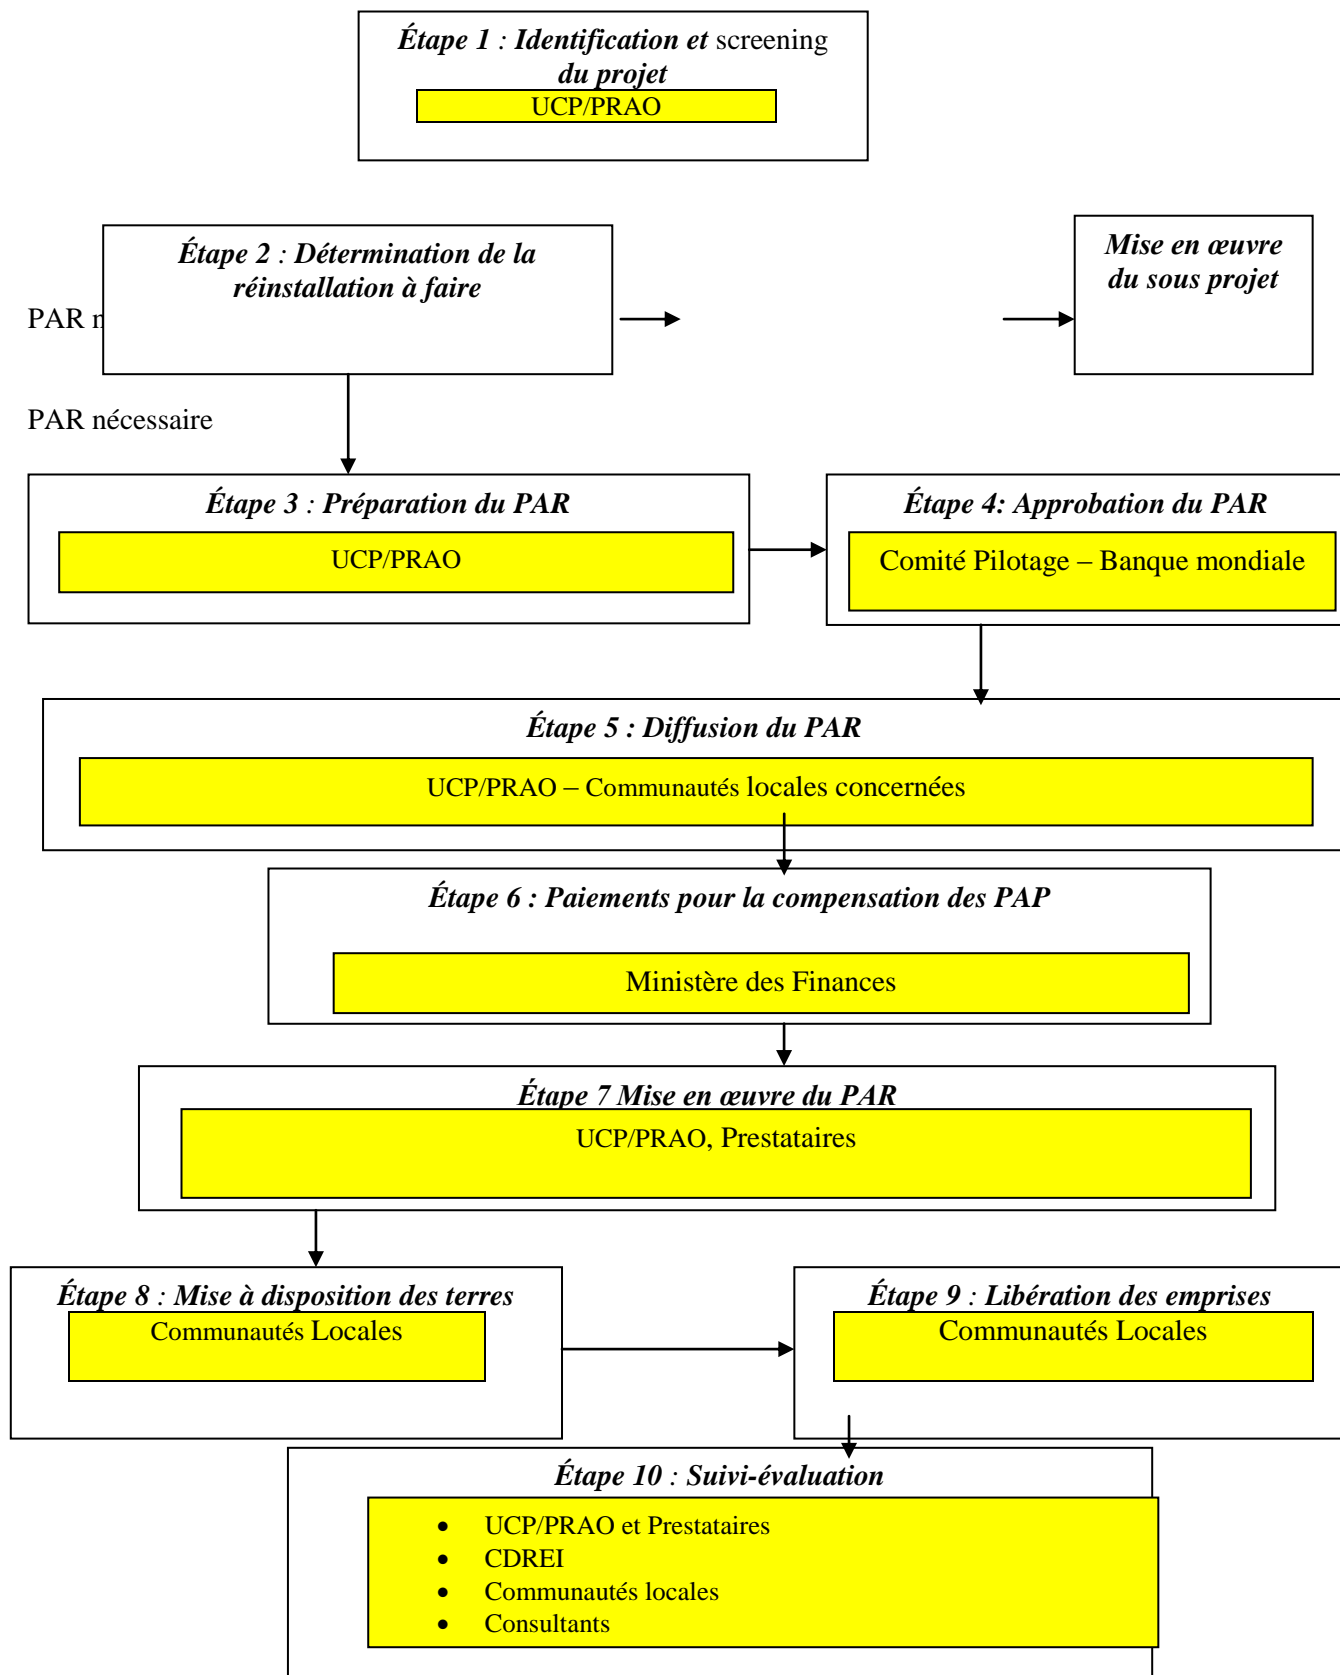 Étape 1 : Identification et screening
du projet
UCP/PRAO
Étape 2 : Détermination de la
réinstallation à faire
Mise en œuvre
du sous projet
PAR
PAR nécessaire
Étape 3 : Préparation du PAR
UCP/PRAO
Étape 4: Approbation du PAR
Comité Pilotage – Banque mondiale
Étape 5 : Diffusion du PAR
UCP/PRAO – Communautés locales concernées
Étape 6 : Paiements pour la compensation des PAP
Ministère des Finances
Étape 7 Mise en œuvre du PAR
UCP/PRAO, Prestataires
Étape 8 : Mise à disposition des terres
Communautés Locales
Étape 9 : Libération des emprises
Communautés Locales
Étape 10 : Suivi-évaluation
• UCP/PRAO et Prestataires
• CDREI
• Communautés locales
• Consultants